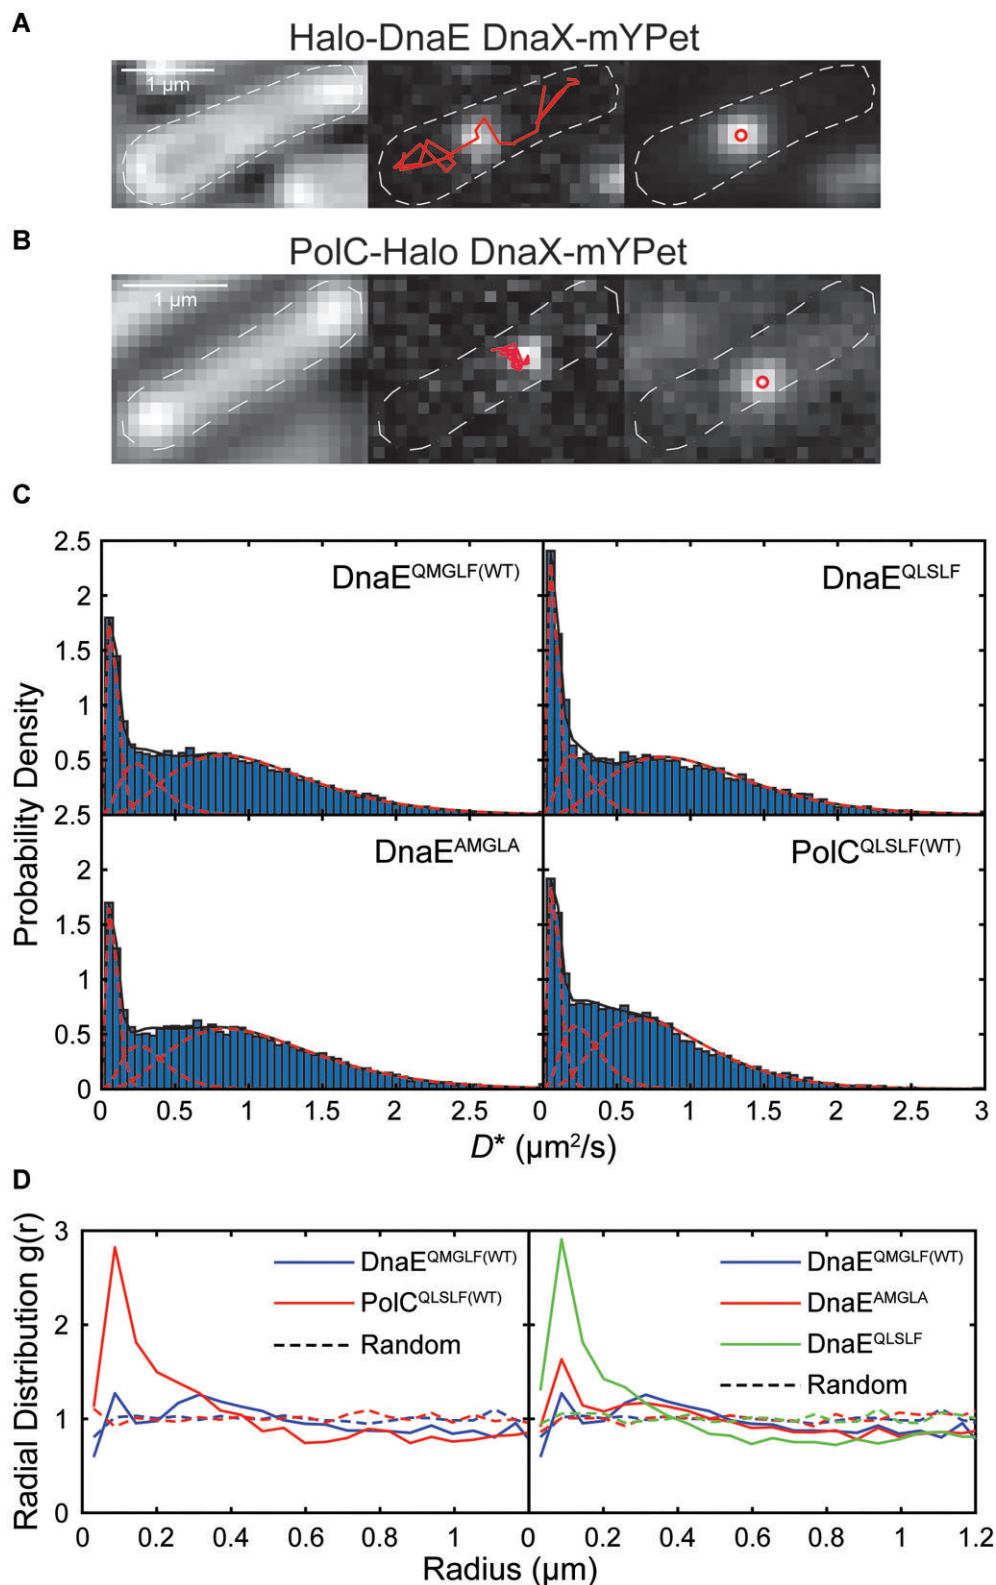 A
Halo-DnaE DnaX-mYPet
1 µm
B
PolC-Halo DnaX-mYPet
1 µm
C
Probability Density
2.5
2
1.5
1
0.5
2.5
2
1.5
1
0.5
0
DnaE^QMGLF(WT)
DnaE^QLSLF
DnaE^AMGLA
PolC^QLSLF(WT)
0 0.5 1 1.5 2 2.5 0 0.5 1 1.5 2 2.5 3
D* (µm²/s)
D
Radial Distribution g(r)
3
2
1
0
DnaE^QMGLF(WT)
PolC^QLSLF(WT)
Random
DnaE^QMGLF(WT)
DnaE^AMGLA
DnaE^QLSLF
Random
0 0.2 0.4 0.6 0.8 1 0 0.2 0.4 0.6 0.8 1 1.2
Radius (µm)